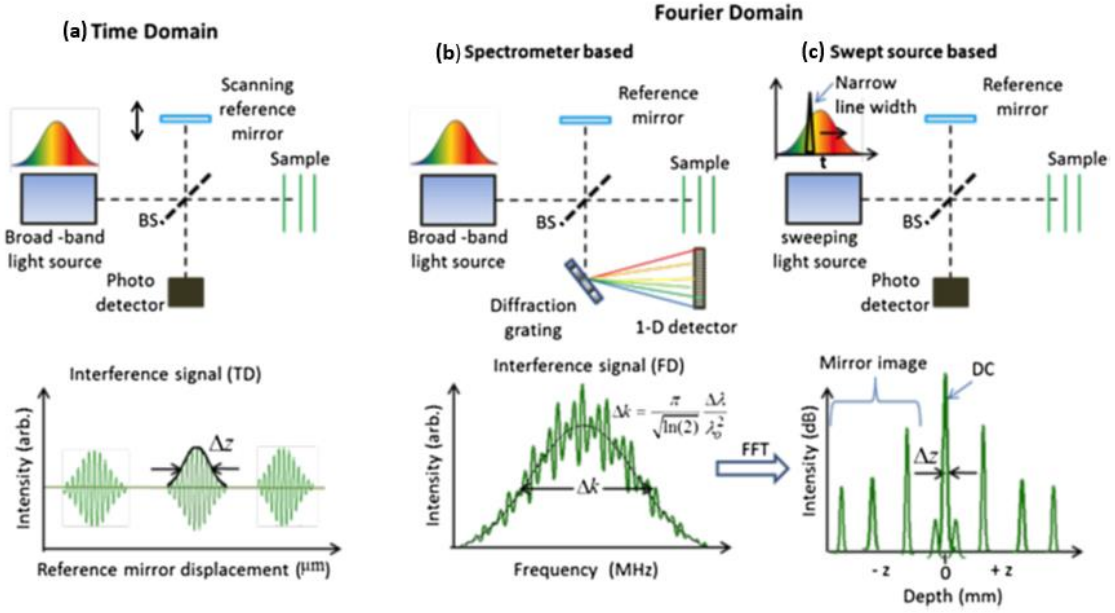 Fourier Domain
(a) Time Domain
(b) Spectrometer based
(c) Swept source based
Scanning
reference
mirror
Sample
BS
Broad -band
light source
Photo
detector
Reference
mirror
Sample
BS
Broad -band
light source
Diffraction
grating
1-D detector
Narrow
line width
t
Reference
mirror
Sample
BS
sweeping
light source
Photo
detector
Interference signal (TD)
Intensity (arb.)
Δz
Reference mirror displacement (μm)
Interference signal (FD)
Intensity (arb.)
Δk = π/√ln(2) Δλ/λ₀²
Δk
Frequency (MHz)
FFT
Mirror image
DC
Intensity (dB)
Δz
- z 0 + z
Depth (mm)